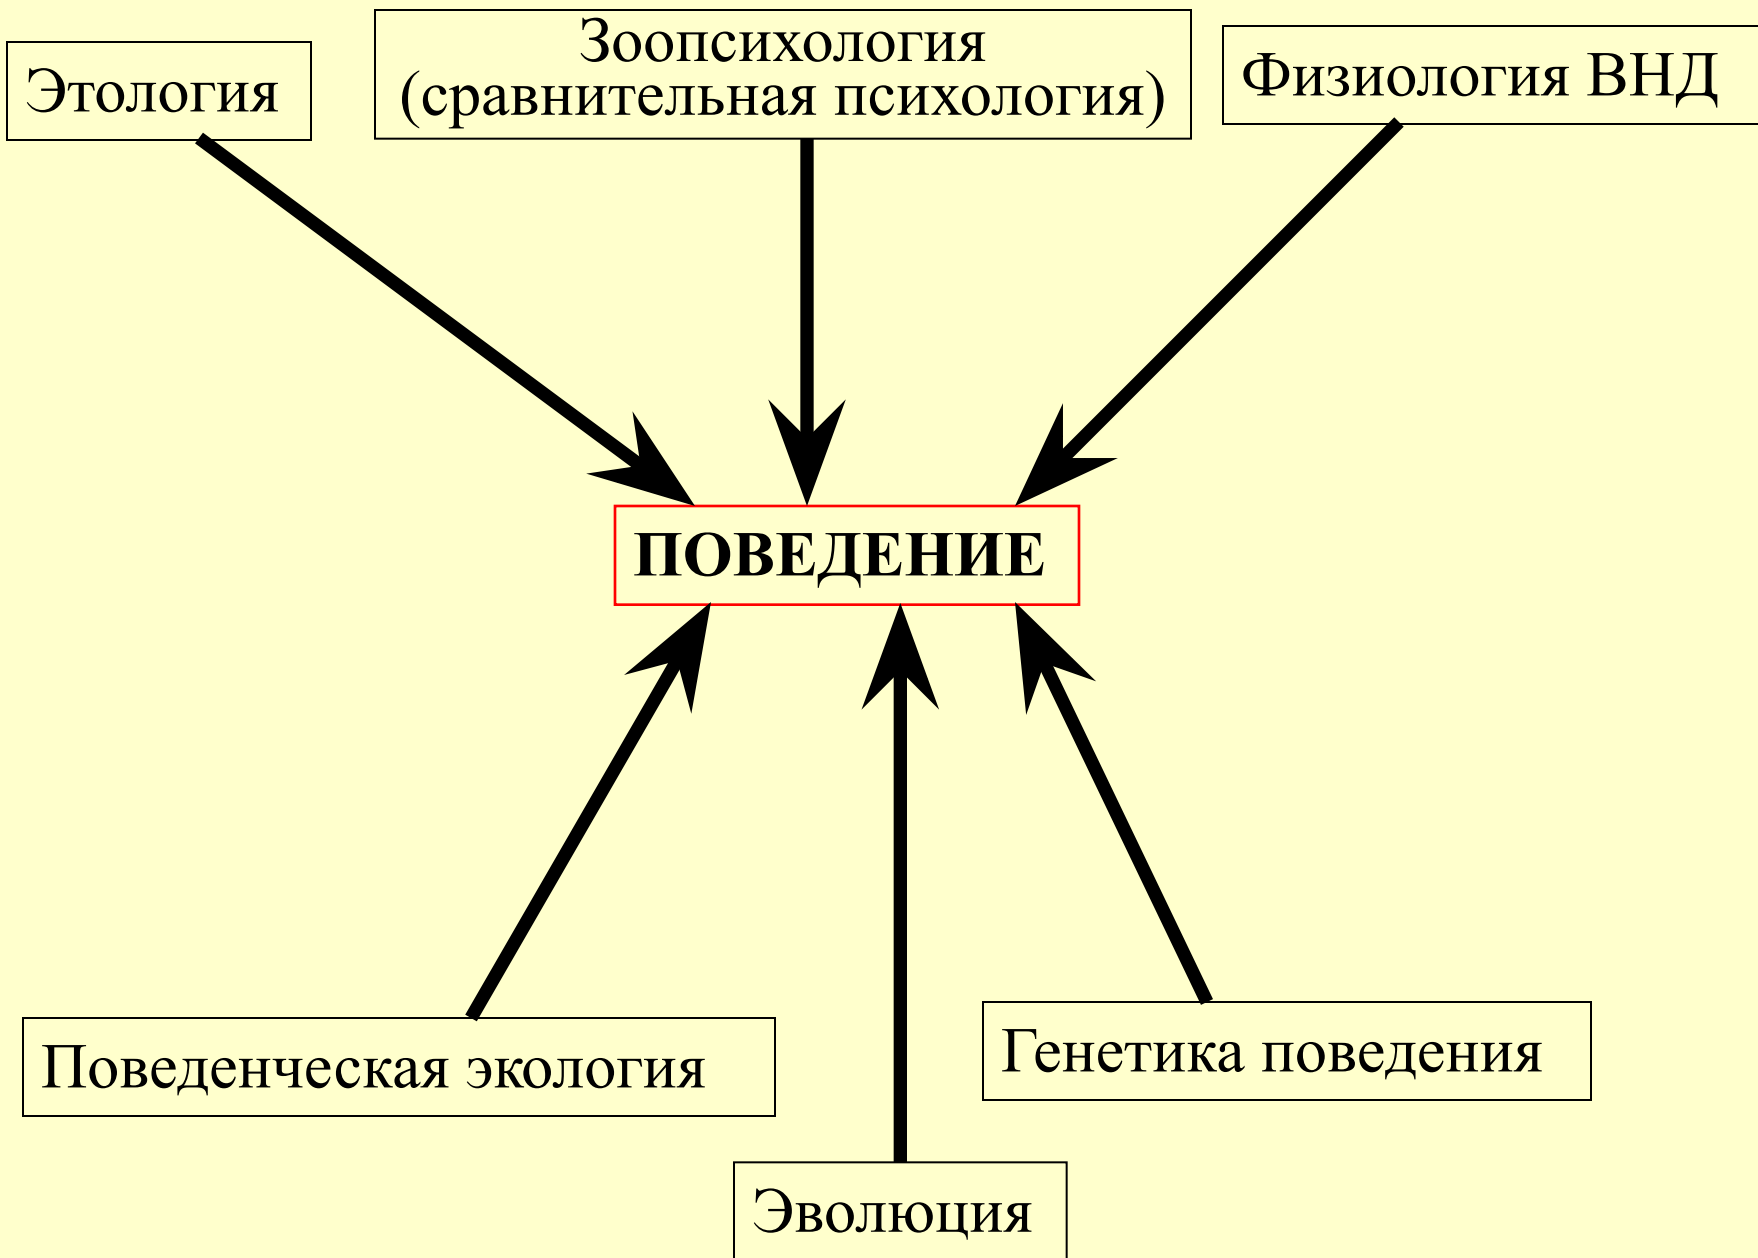 Этология
Зоопсихология
(сравнительная психология)
Физиология ВНД
ПОВЕДЕНИЕ
Поведенческая экология
Генетика поведения
Эволюция